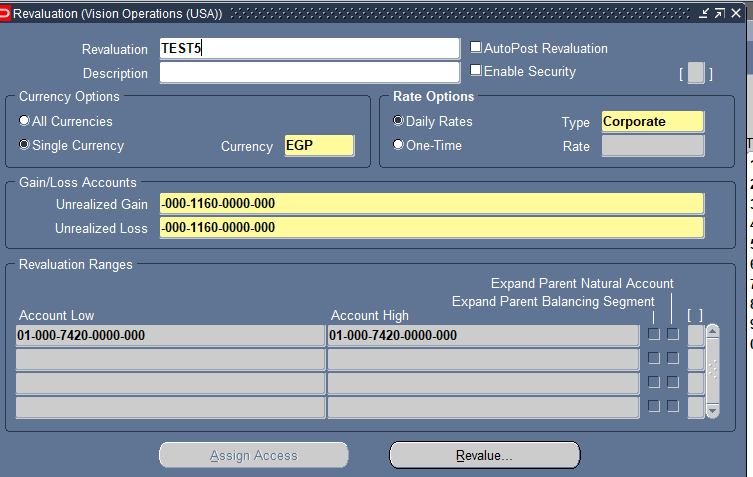 Revaluation (Vision Operations (USA))
Revaluation TEST5 AutoPost Revaluation
Description Enable Security [ ]
Currency Options Rate Options
All Currencies Daily Rates Type Corporate
Single Currency Currency EGP One-Time Rate
Gain/Loss Accounts
Unrealized Gain -000-1160-0000-000
Unrealized Loss -000-1160-0000-000
Revaluation Ranges
Expand Parent Natural Account
Expand Parent Balancing Segment
Account Low Account High [ ]
01-000-7420-0000-000 01-000-7420-0000-000
Assign Access Revalue...